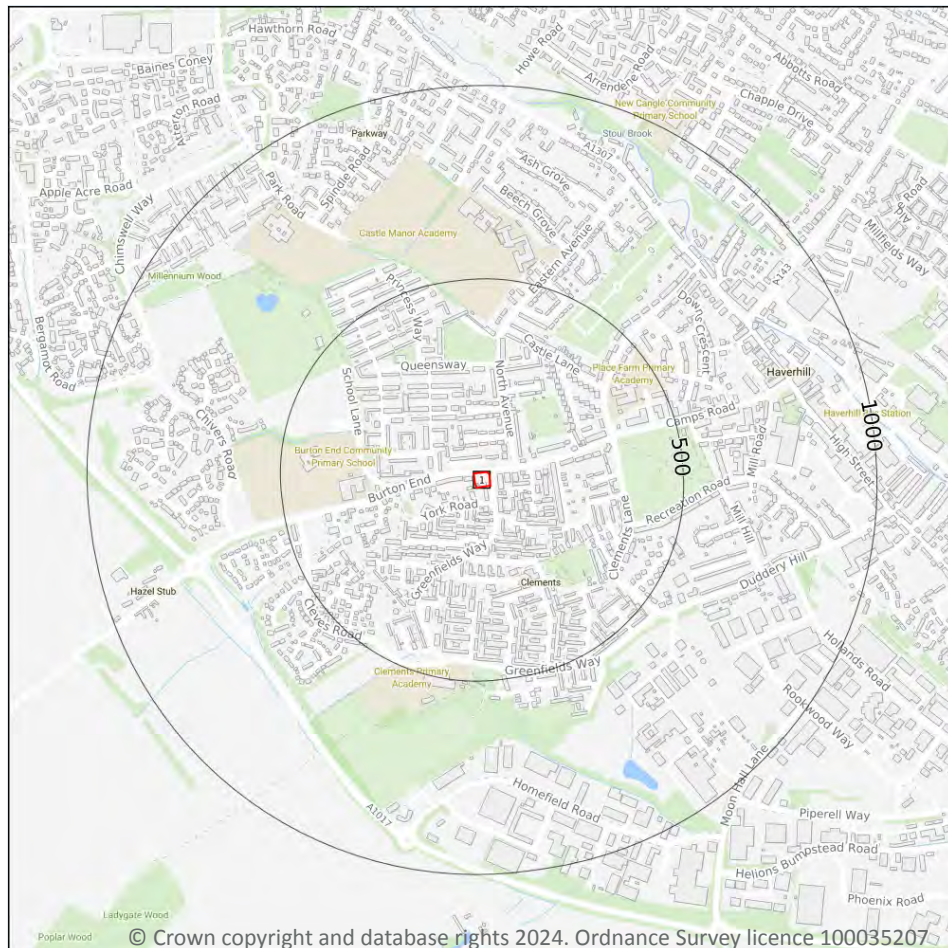 Hawthorn Road
Howe Road
Baines Coney
Abbotts Road
Arrendene Road
Chapple Drive
Atterton Road
New Cangle Community
Primary School
Stour Brook
Parkway
A1307
Spindle Road
Ash Grove
Apple Acre Road
Park Road
Beech Grove
Millfields Way
Chimswell Way
Castle Manor Academy
Eastern Avenue
A143
Millennium Wood
Princess Way
Downs Crescent
Bergamot Road
Castle Lane
Queensway
North Avenue
Place Farm Primary
Academy
Haverhill
School Lane
Chivers Road
Camps Road
1000
Station
High Street
Mill Road
500
Burton End Community
Primary School
Burton End
1
Recreation Road
York Road
Clements Lane
Mill Hill
Greenfields Way
Duddery Hill
Clements
Hazel Stub
Cleves Road
Hollands Road
Greenfields Way
Clements Primary
Academy
Rookwood Way
Moon Hall Lane
Homefield Road
A1017
Piperell Way
Helions Bumpstead Road
Phoenix Road
Ladygate Wood
Poplar Wood
© Crown copyright and database rights 2024. Ordnance Survey licence 100035207